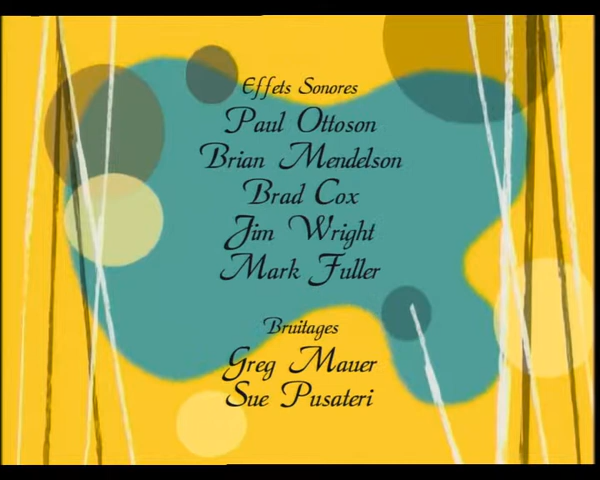 Effets Sonores
Paul Ottoson
Brian Mendelson
Brad Cox
Jim Wright
Mark Fuller
Bruitages
Greg Mauer
Sue Pusateri